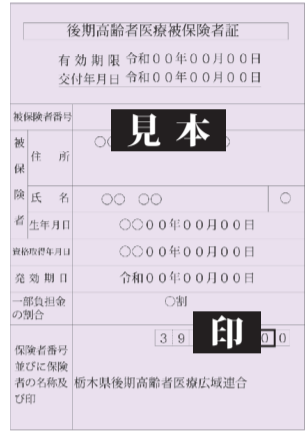 後期高齢者医療被保険者証
有効期限 令和００年００月００日
交付年月日 令和００年００月００日
被保険者番号
見本
被保険者
住所 ○
氏名 ○○ ○○ ○
生年月日 ○○００年００月００日
資格取得年月日 ○○００年００月００日
発効期日 令和００年００月００日
一部負担金
の割合 ○割
３９ 印 ０
保険者番号
並びに保険
者の名称及
び印
栃木県後期高齢者医療広域連合